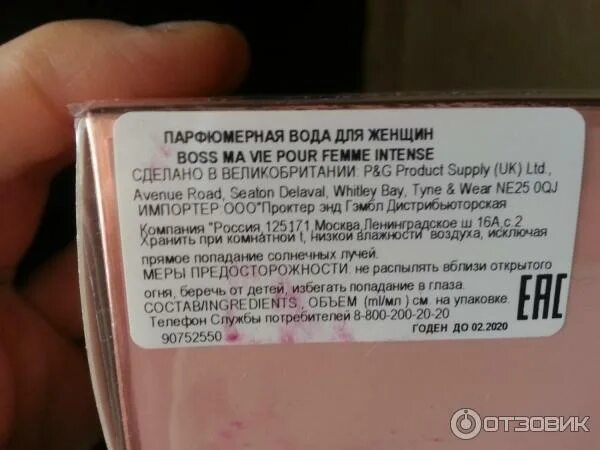 ПАРФЮМЕРНАЯ ВОДА ДЛЯ ЖЕНЩИН
BOSS MA VIE POUR FEMME INTENSE
СДЕЛАНО В ВЕЛИКОБРИТАНИИ: P&G Product Supply (UK) Ltd.,
Avenue Road, Seaton Delaval, Whitley Bay, Tyne & Wear NE25 0QJ
ИМПОРТЕР ООО"Проктер энд Гэмбл Дистрибьюторская
Компания "Россия,125171,Москва,Ленинградское ш 16А,с.2
Хранить при комнатной t, низкой влажности воздуха, исключая
прямое попадание солнечных лучей.
МЕРЫ ПРЕДОСТОРОЖНОСТИ: не распылять вблизи открытого
огня, беречь от детей, избегать попадание в глаза.
СОСТАВ/INGREDIENTS , ОБЪЕМ (ml/мл ) см. на упаковке.
Телефон Службы потребителей 8-800-200-20-20
90752550
ГОДЕН ДО 02.2020
EAC
ОТЗОВИК